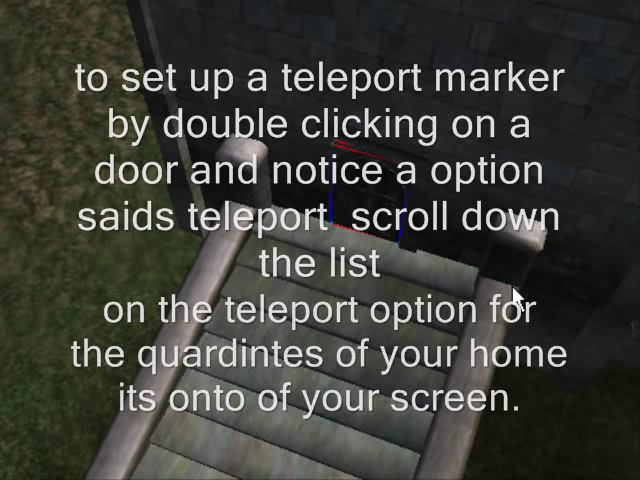 to set up a teleport marker
by double clicking on a
door and notice a option
saids teleport  scroll down
the list
on the teleport option for
the quardintes of your home
its onto of your screen.